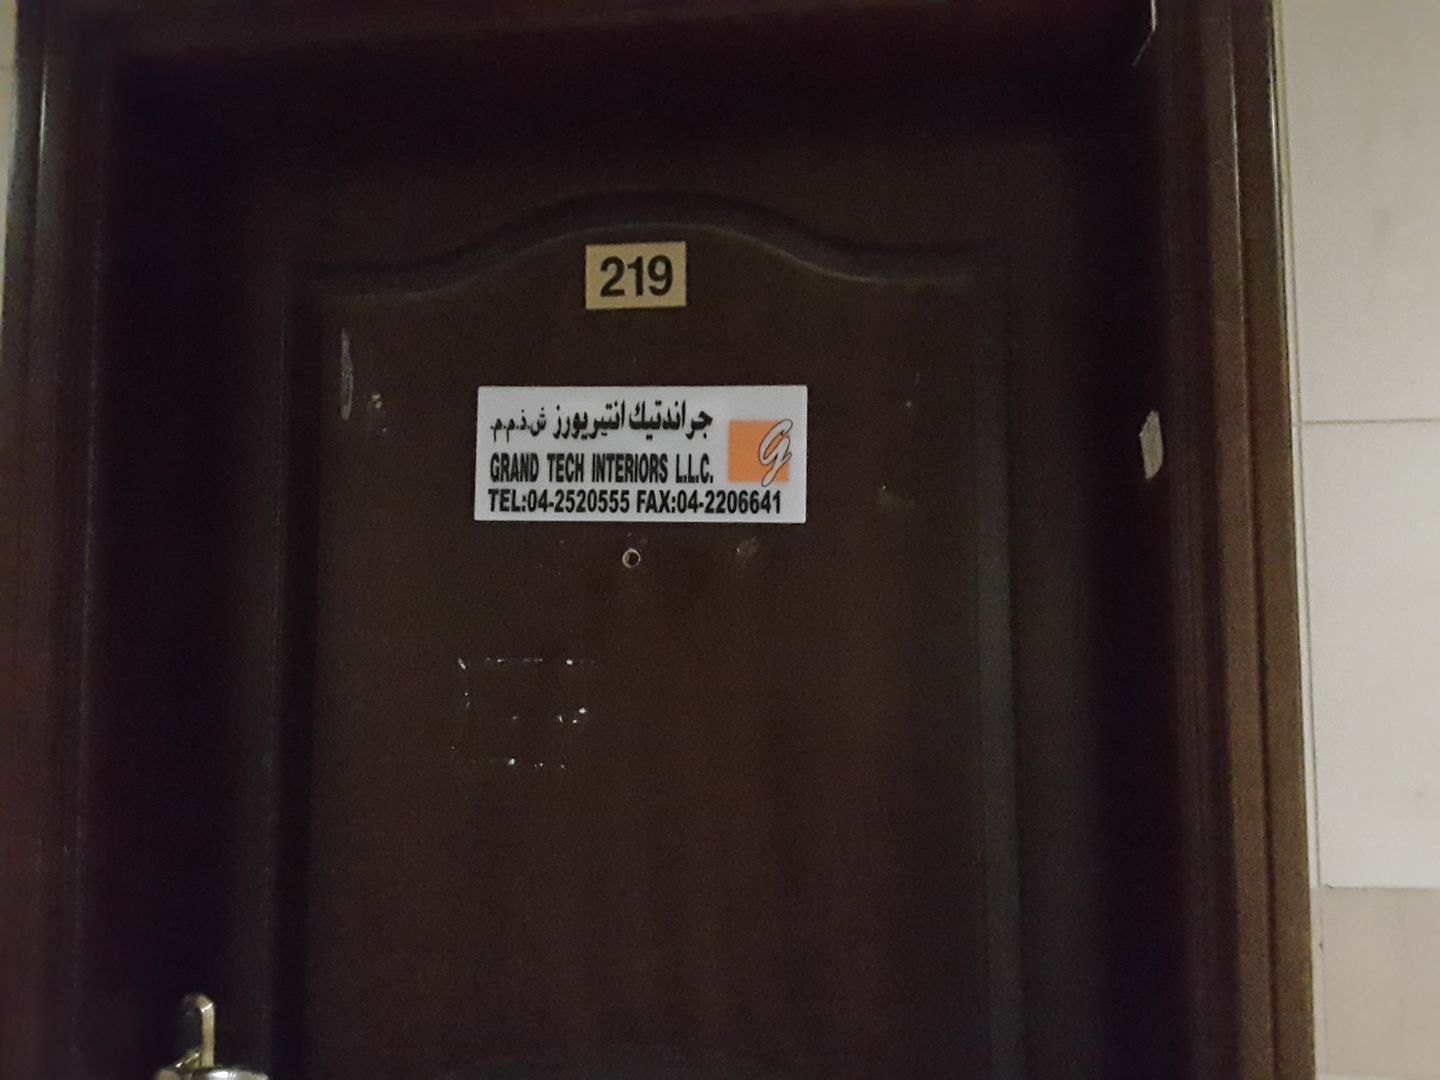 219
جراندتيك انتيريورز ش.ذ.م.م.
GRAND TECH INTERIORS L.L.C.
g
TEL:04-2520555 FAX:04-2206641